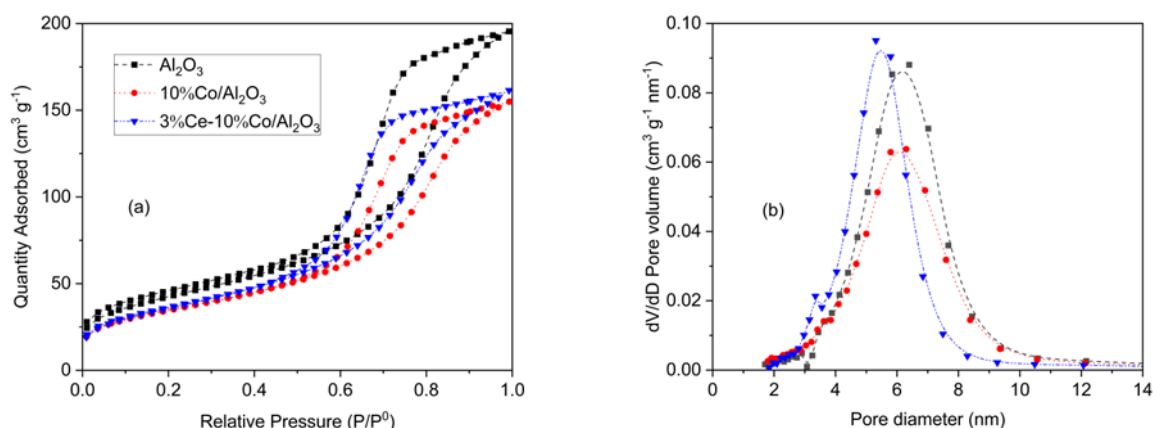 200
150
100
50
0
Quantity Adsorbed (cm³ g⁻¹)
Al₂O₃
10%Co/Al₂O₃
3%Ce-10%Co/Al₂O₃
(a)
0.0 0.2 0.4 0.6 0.8 1.0
Relative Pressure (P/P⁰)
0.10
0.08
0.06
0.04
0.02
0.00
dV/dD Pore volume (cm³ g⁻¹ nm⁻¹)
(b)
0 2 4 6 8 10 12 14
Pore diameter (nm)